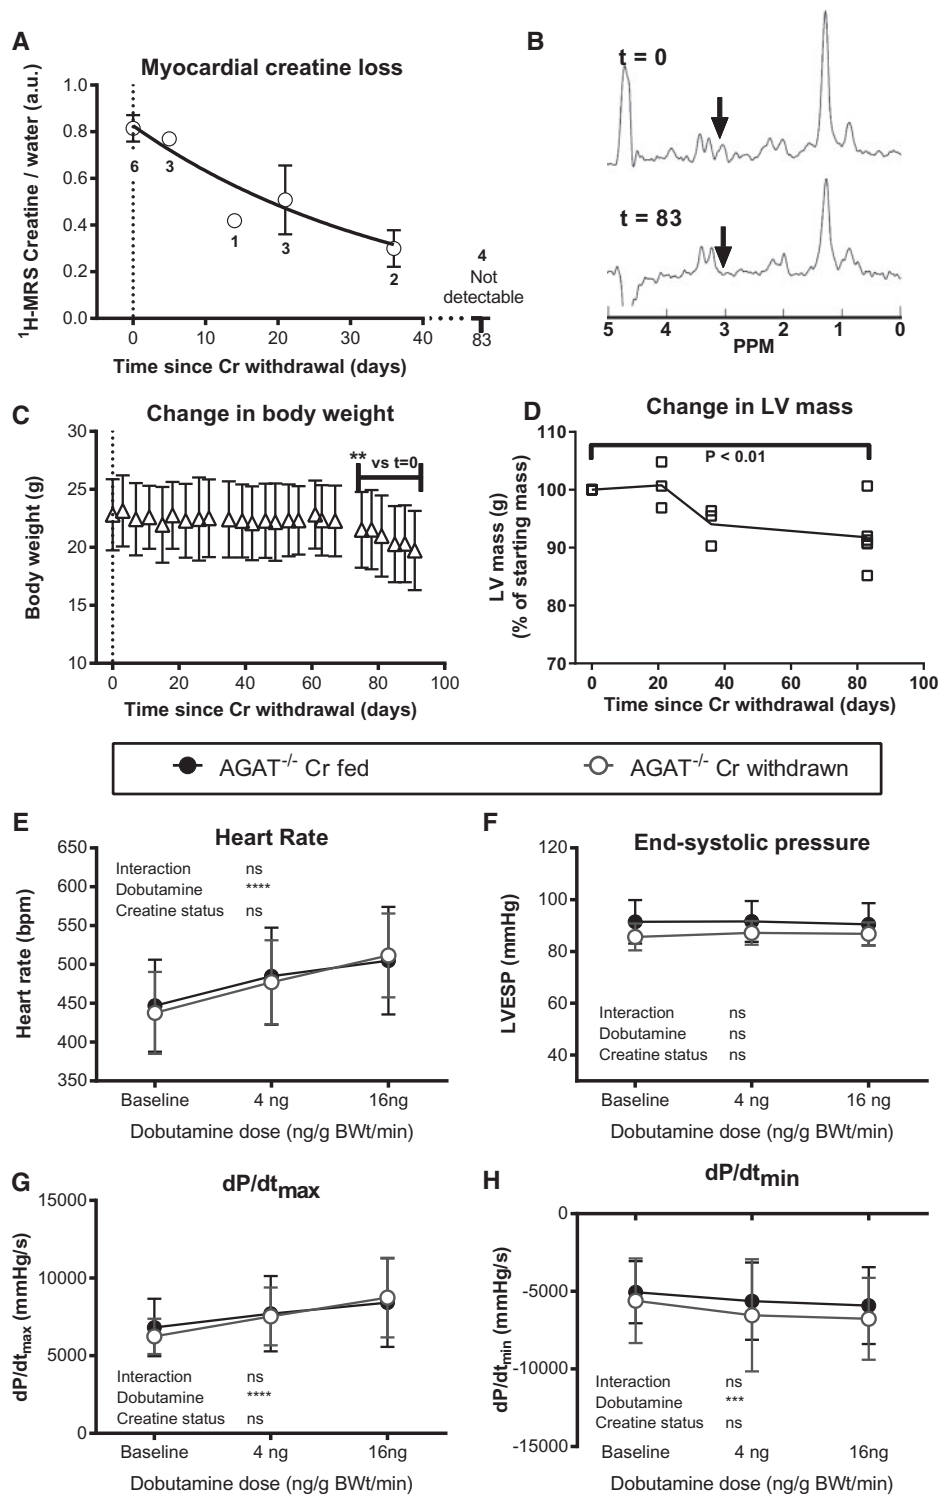 A
Myocardial creatine loss
¹H-MRS Creatine / water (a.u.)
1.0
0.8
0.6
0.4
0.2
0.0
6
3
1
3
2
4
Not
detectable
0
10
20
30
40
83
Time since Cr withdrawal (days)
B
t = 0
t = 83
5
4
3
2
1
0
PPM
C
Change in body weight
Body weight (g)
30
25
20
15
10
** vs t=0
0
20
40
60
80
100
Time since Cr withdrawal (days)
D
Change in LV mass
LV mass (g)
(% of starting mass)
110
100
90
80
70
P < 0.01
0
20
40
60
80
100
Time since Cr withdrawal (days)
AGAT⁻/⁻ Cr fed
AGAT⁻/⁻ Cr withdrawn
E
Heart Rate
Heart rate (bpm)
650
600
550
500
450
400
350
Interaction ns
Dobutamine ****
Creatine status ns
Baseline
4 ng
16ng
Dobutamine dose (ng/g BWt/min)
F
End-systolic pressure
LVESP (mmHg)
120
100
80
60
40
Interaction ns
Dobutamine ns
Creatine status ns
Baseline
4 ng
16 ng
Dobutamine dose (ng/g BWt/min)
G
dP/dtmax
dP/dtmax (mmHg/s)
15000
10000
5000
0
Interaction ns
Dobutamine ****
Creatine status ns
Baseline
4 ng
16ng
Dobutamine dose (ng/g BWt/min)
H
dP/dtmin
dP/dtmin (mmHg/s)
0
-5000
-10000
-15000
Interaction ns
Dobutamine ***
Creatine status ns
Baseline
4 ng
16ng
Dobutamine dose (ng/g BWt/min)